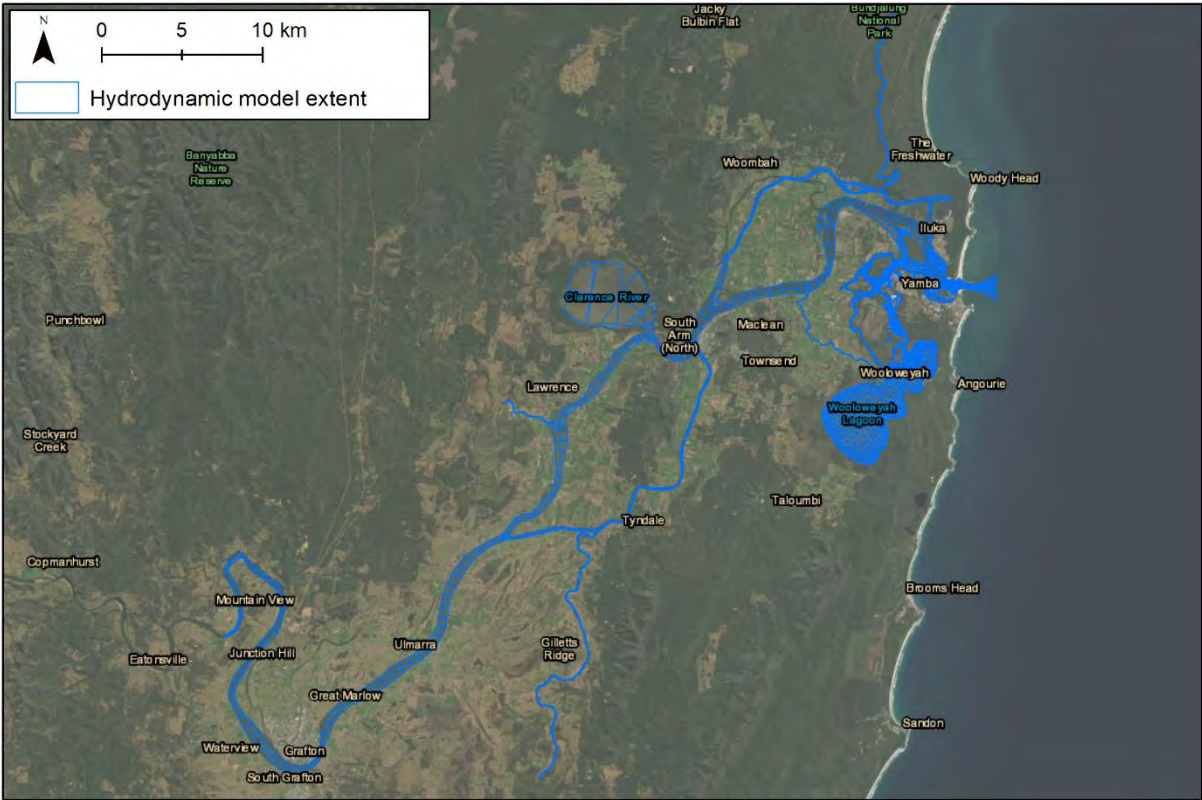 Jacky
Bulbin Flat
Bundjalung
National
Park
N
0 5 10 km
Hydrodynamic model extent
The
Freshwater
Banyabba
Nature
Reserve
Woombah
Woody Head
Iluka
Yamba
Clarence River
Punchbowl
South
Arm
(North)
Maclean
Townsend
Wooloweyah
Angourie
Lawrence
Wooloweyah
Lagoon
Stockyard
Creek
Taloumbi
Tyndale
Copmanhurst
Brooms Head
Mountain View
Ulmarra
Gilletts
Ridge
Junction Hill
Eatonsville
Great Marlow
Sandon
Waterview
Grafton
South Grafton